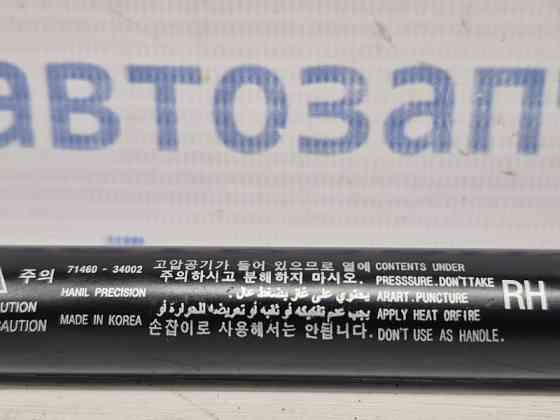 автозап
주의
71460 - 34002
고압공기가 들어 있으므로 열에
CONTENTS UNDER
주의하시고 분해하지 마시오.
PRESSSURE.DON'TTAKE
HANIL PRECISION
يحتوي على غاز بضغط عال.
ARART.PUNCTURE
RH
UTION
يجب عدم تفكيكه أو ثقبه أو تعريضه للحرارة أو
APPLY HEAT ORFIRE
CAUTION
MADE IN KOREA
손잡이로 사용해서는 안됩니다.
DON'T USE AS HANDLE.